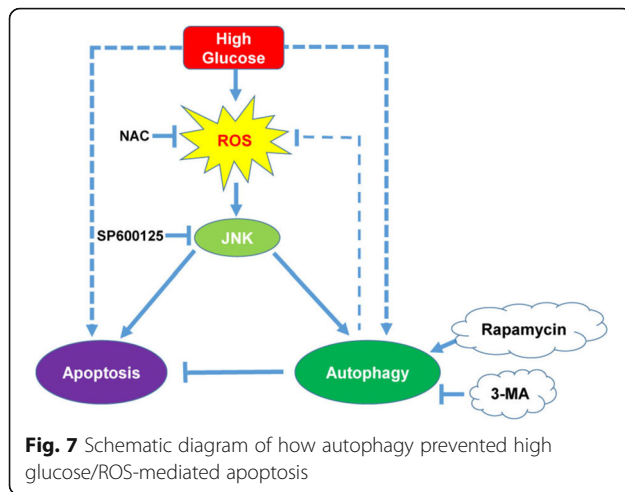 High
Glucose
NAC
ROS
SP600125
JNK
Rapamycin
Apoptosis
Autophagy
3-MA
Fig. 7 Schematic diagram of how autophagy prevented high
glucose/ROS-mediated apoptosis